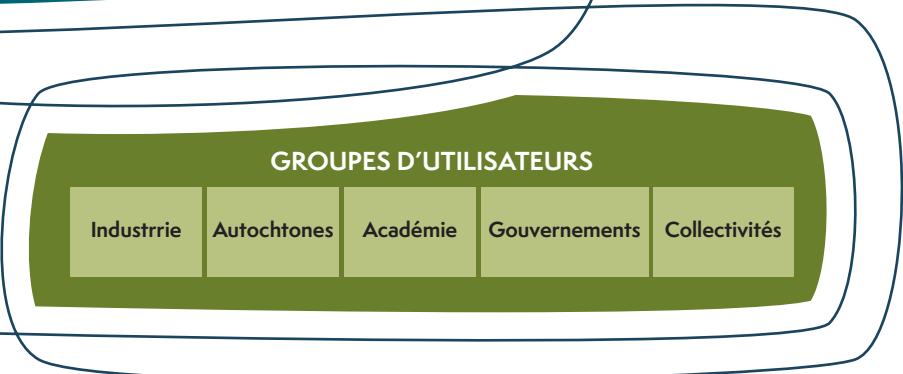 GROUPES D’UTILISATEURS
Industrrie Autochtones Académie Gouvernements Collectivités